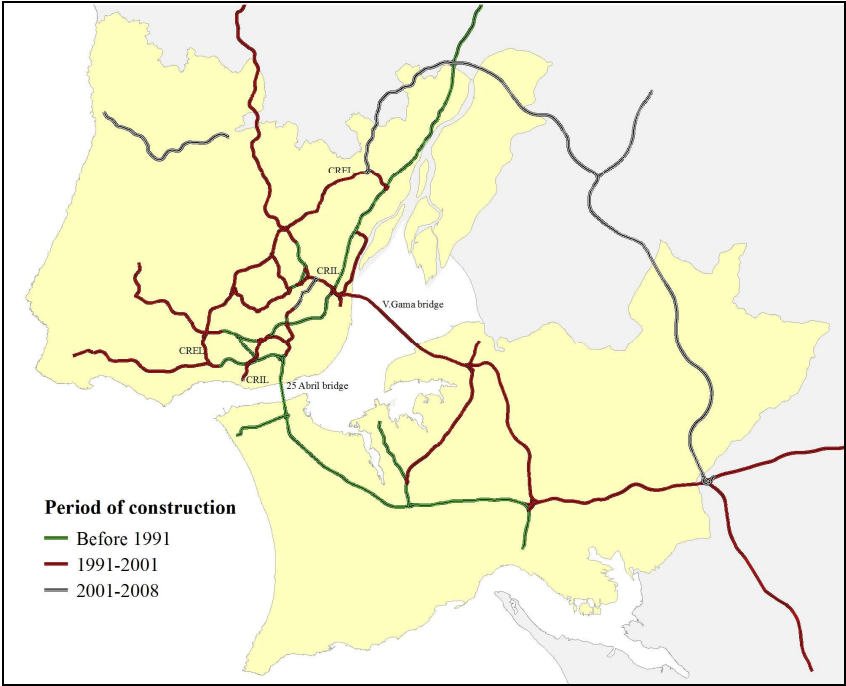 CREL
CRIL
V.Gama bridge
CREL
CRIL
25 Abril bridge
Period of construction
Before 1991
1991-2001
2001-2008